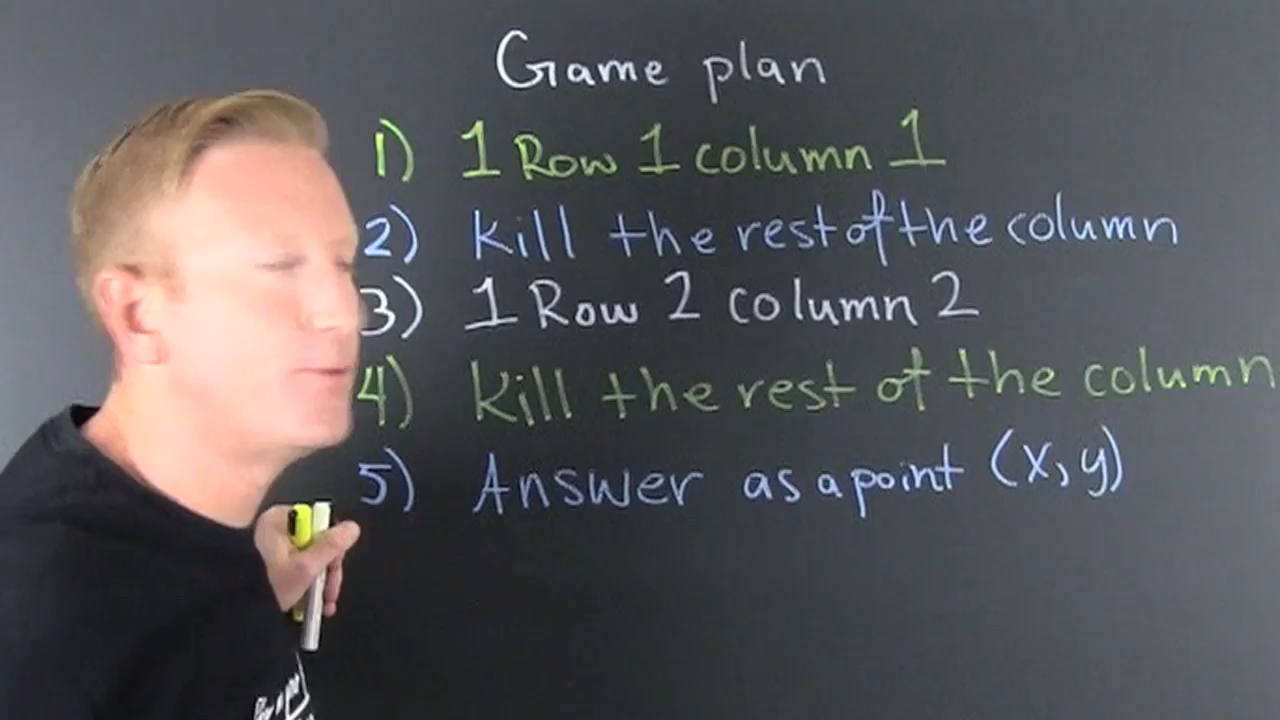 Game plan
1) 1 Row 1 column 1
2) Kill the rest of the column
3) 1 Row 2 column 2
4) Kill the rest of the column
5) Answer as a point (x, y)